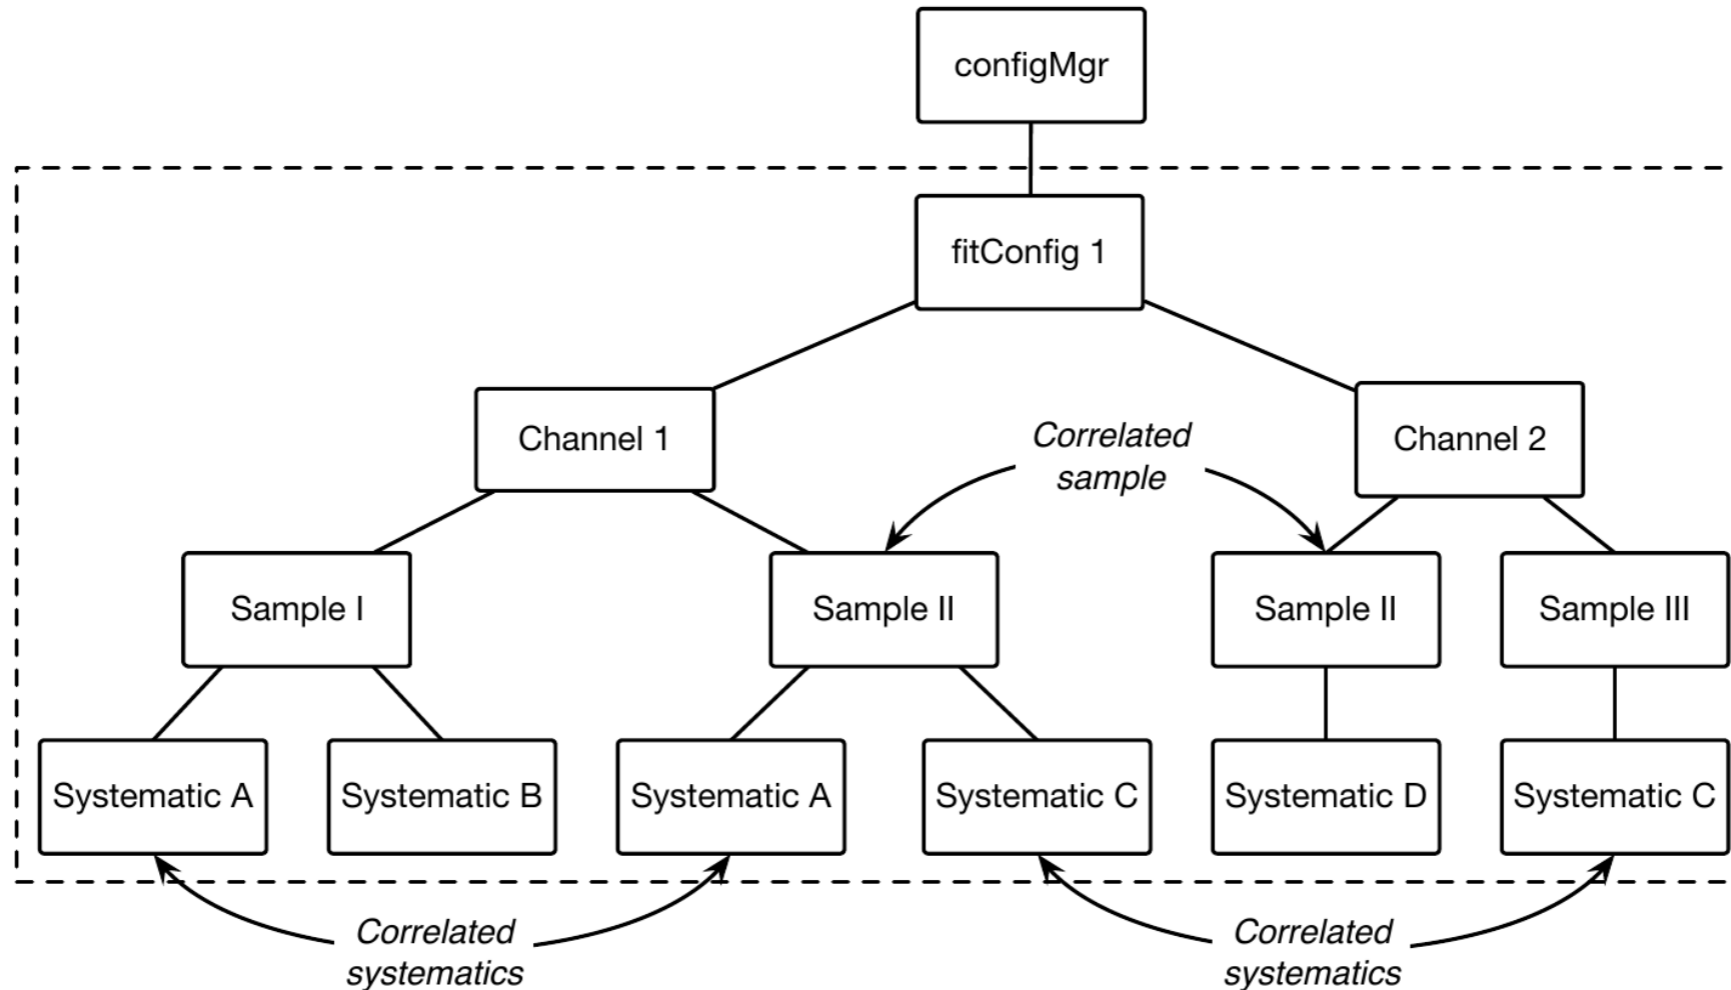 configMgr
fitConfig 1
Channel 1
Correlated
sample
Channel 2
Sample I
Sample II
Sample II
Sample III
Systematic A
Systematic B
Systematic A
Systematic C
Systematic D
Systematic C
Correlated
systematics
Correlated
systematics